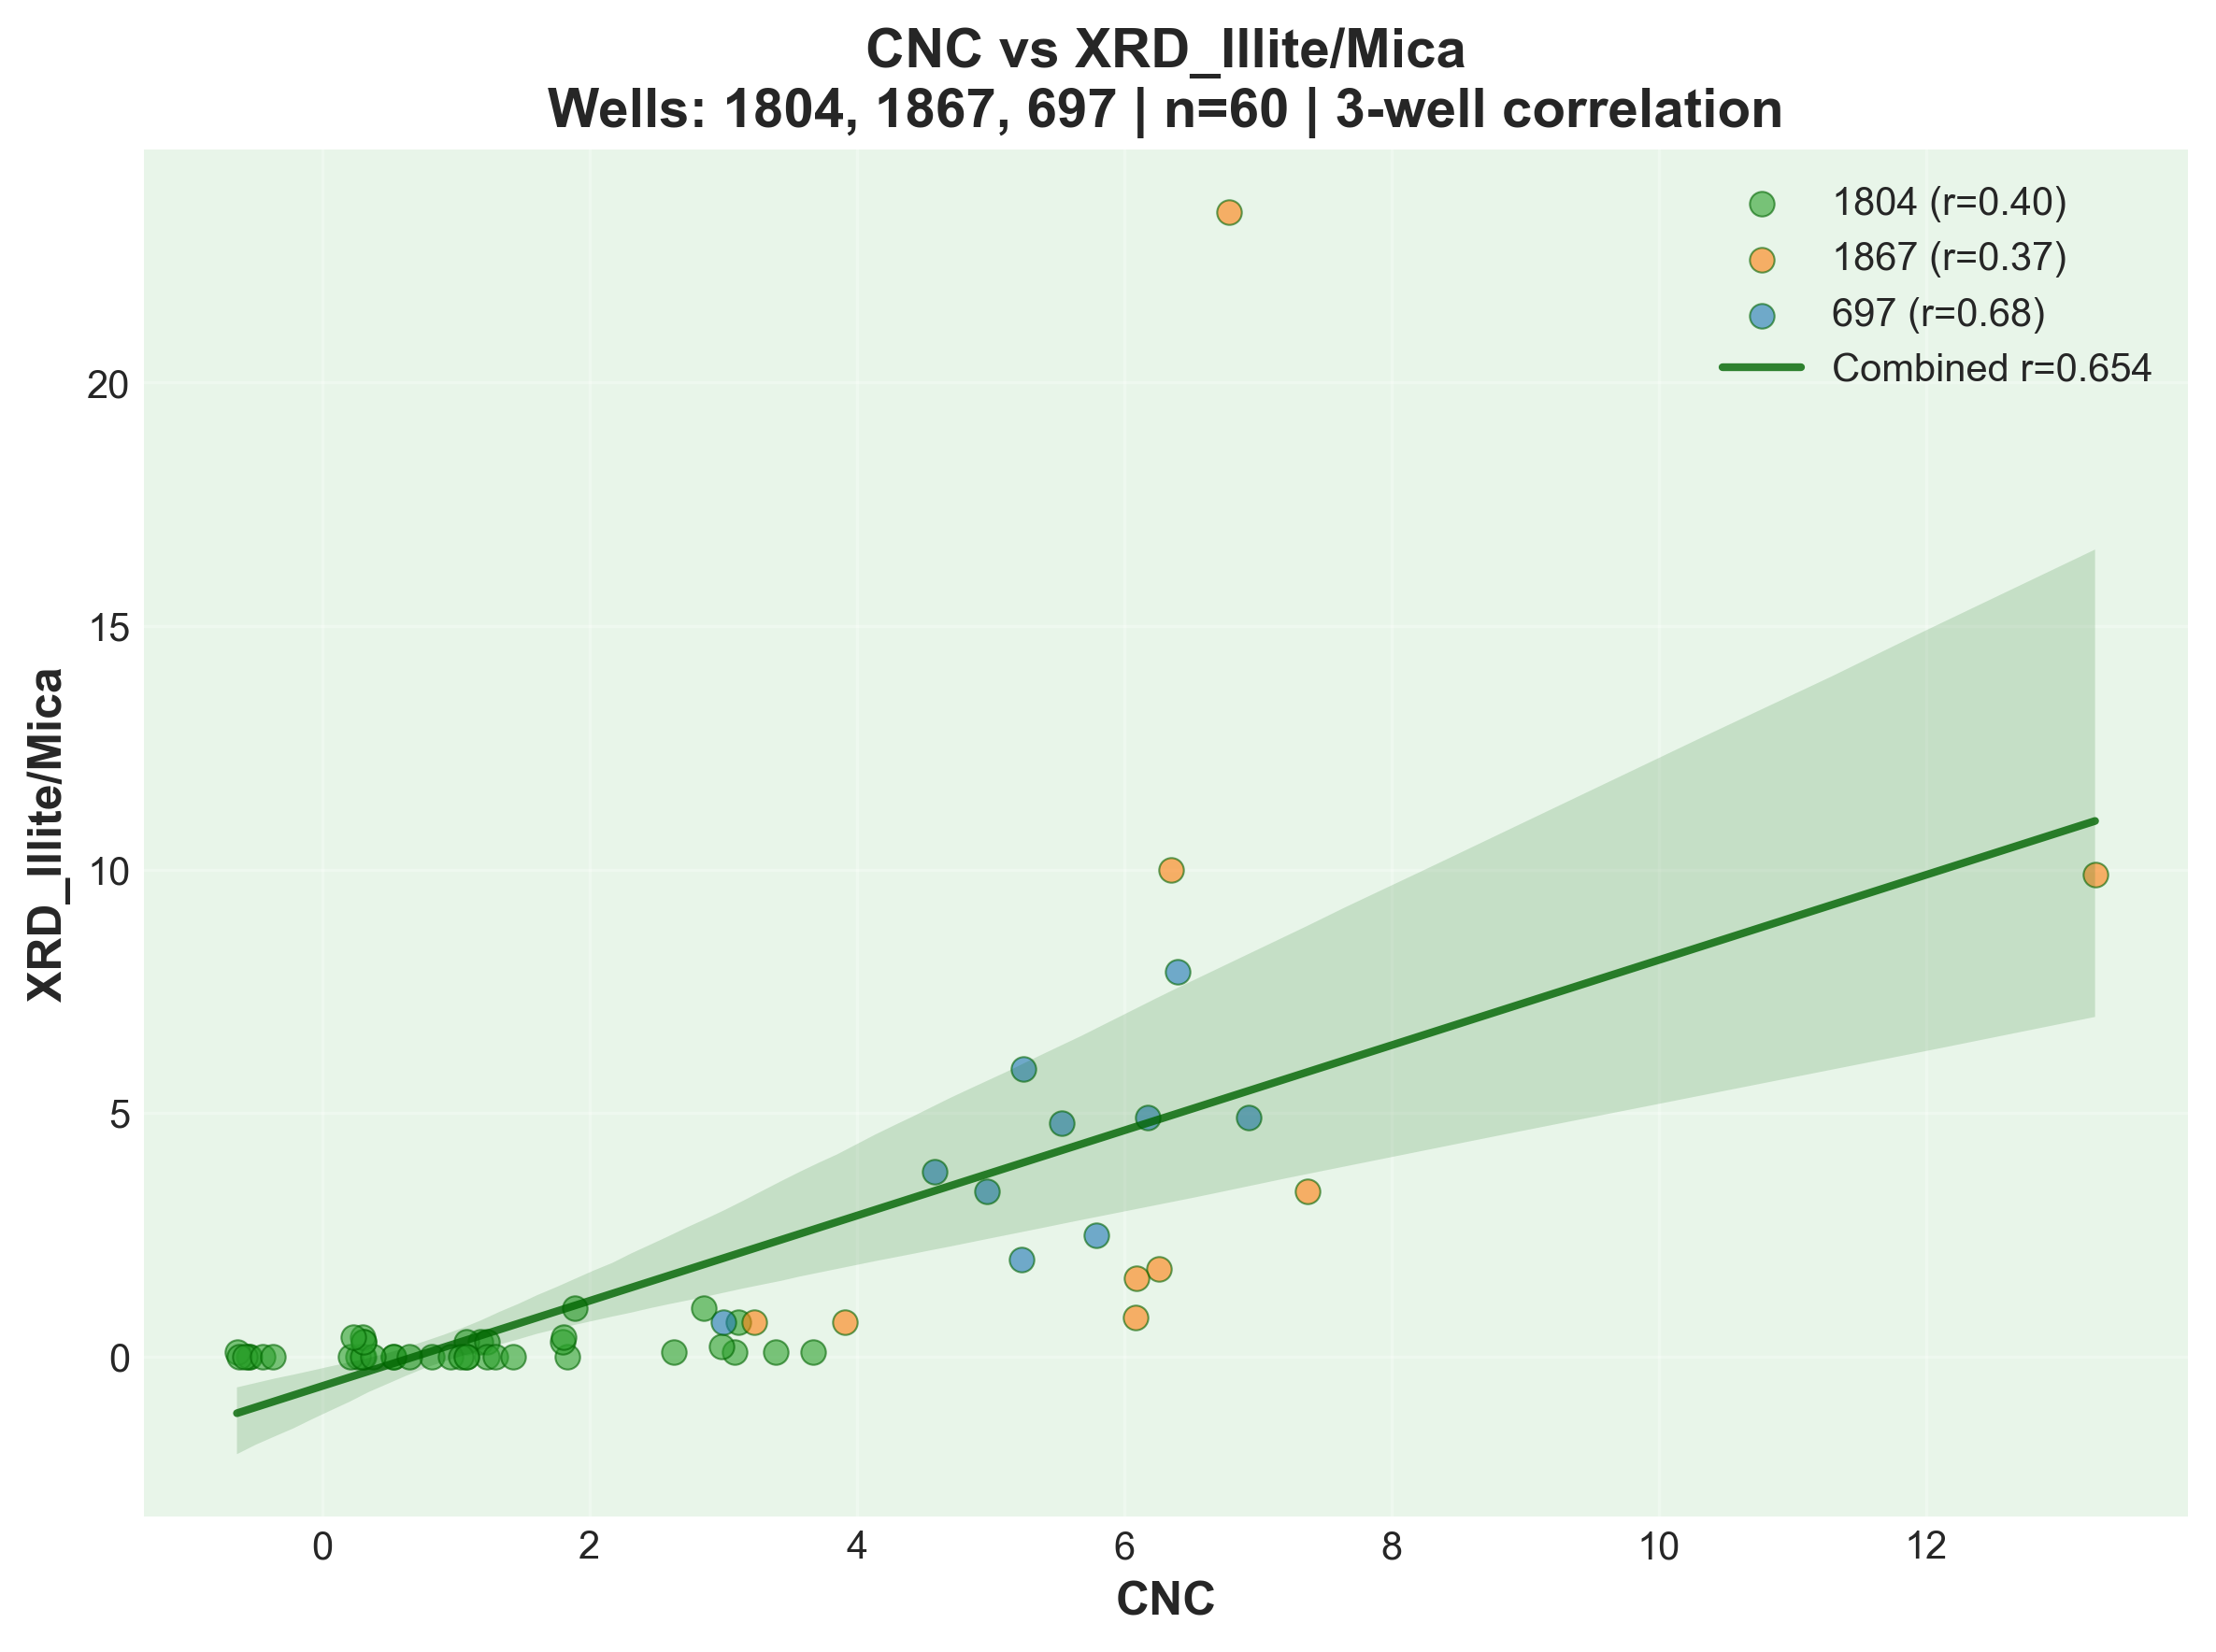 CNC vs XRD_Illite/Mica
Wells: 1804, 1867, 697 | n=60 | 3-well correlation
1804 (r=0.40)
1867 (r=0.37)
697 (r=0.68)
Combined r=0.654
XRD_Illite/Mica
20
15
10
5
0
0 2 4 6 8 10 12
CNC